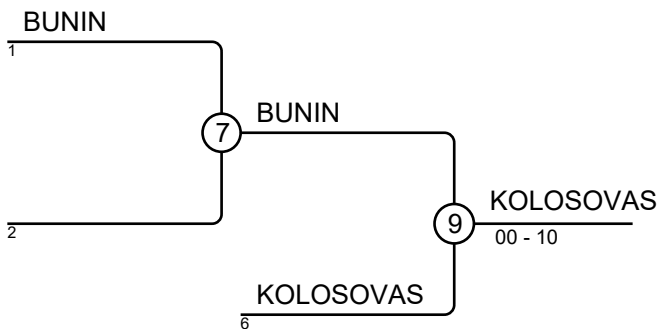 BUNIN
1
7
BUNIN
2
9
KOLOSOVAS
00 - 10
KOLOSOVAS
6